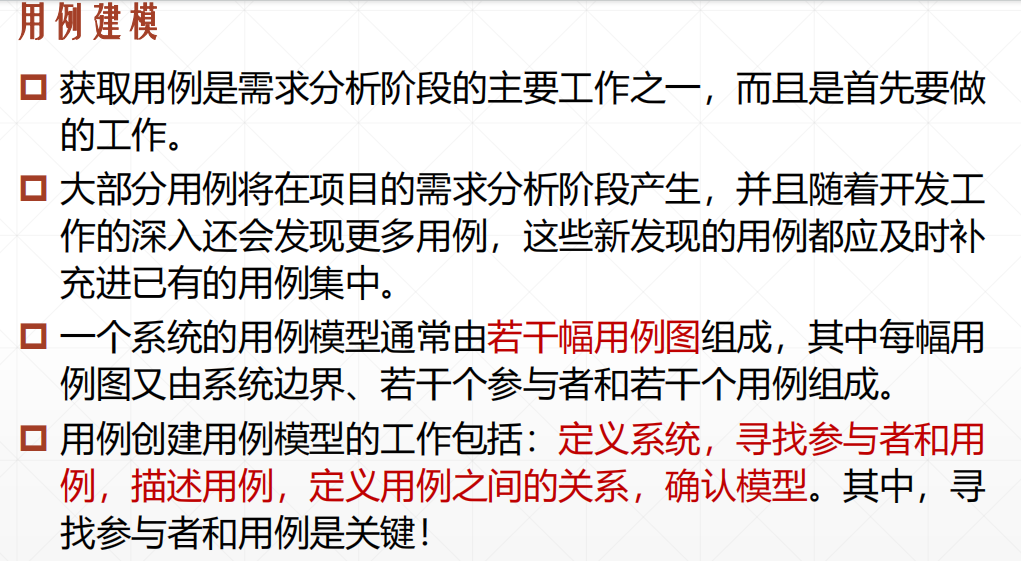 用例建模
获取用例是需求分析阶段的主要工作之一，而且是首先要做
的工作。
大部分用例将在项目的需求分析阶段产生，并且随着开发工
作的深入还会发现更多用例，这些新发现的用例都应及时补
充进已有的用例集中。
一个系统的用例模型通常由若干幅用例图组成，其中每幅用
例图又由系统边界、若干个参与者和若干个用例组成。
用例创建用例模型的工作包括：定义系统，寻找参与者和用
例，描述用例，定义用例之间的关系，确认模型。其中，寻
找参与者和用例是关键！